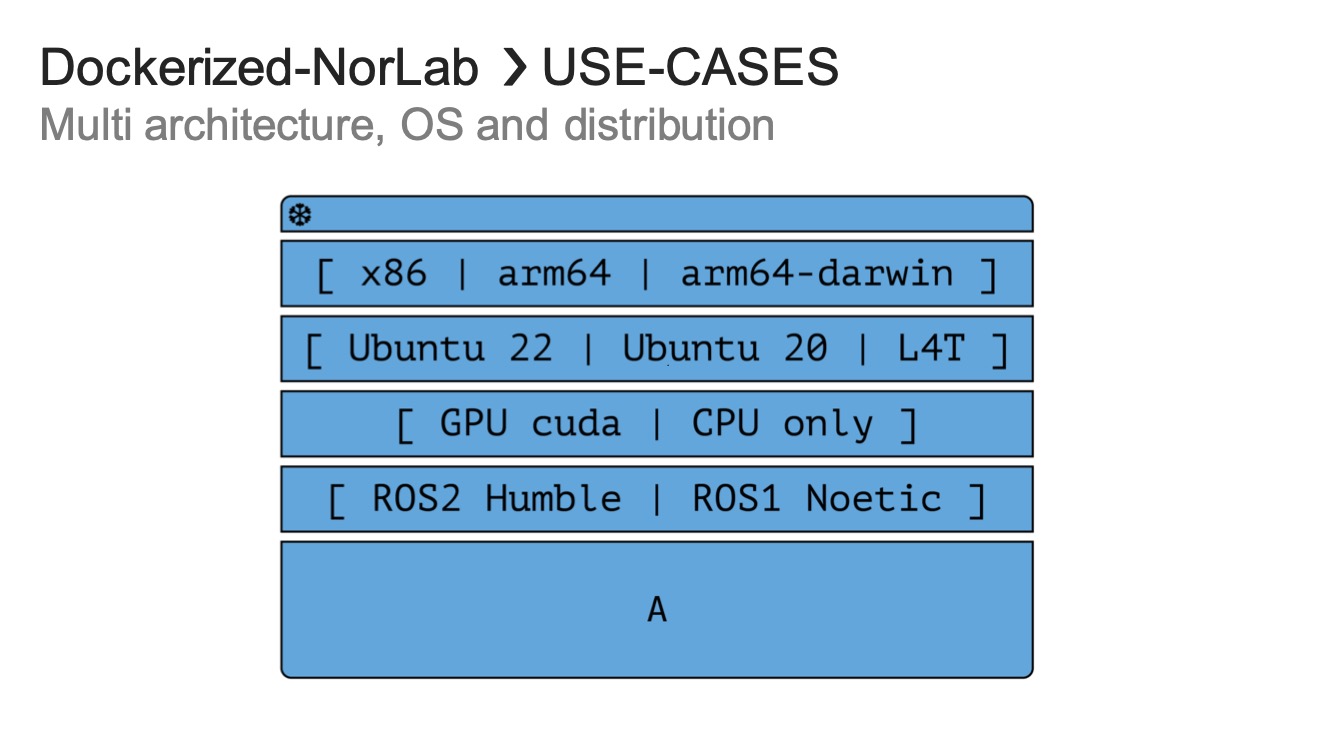 Dockerized-NorLab ❯ USE-CASES
Multi architecture, OS and distribution
[ x86 | arm64 | arm64-darwin ]
[ Ubuntu 22 | Ubuntu 20 | L4T ]
[ GPU cuda | CPU only ]
[ ROS2 Humble | ROS1 Noetic ]
A